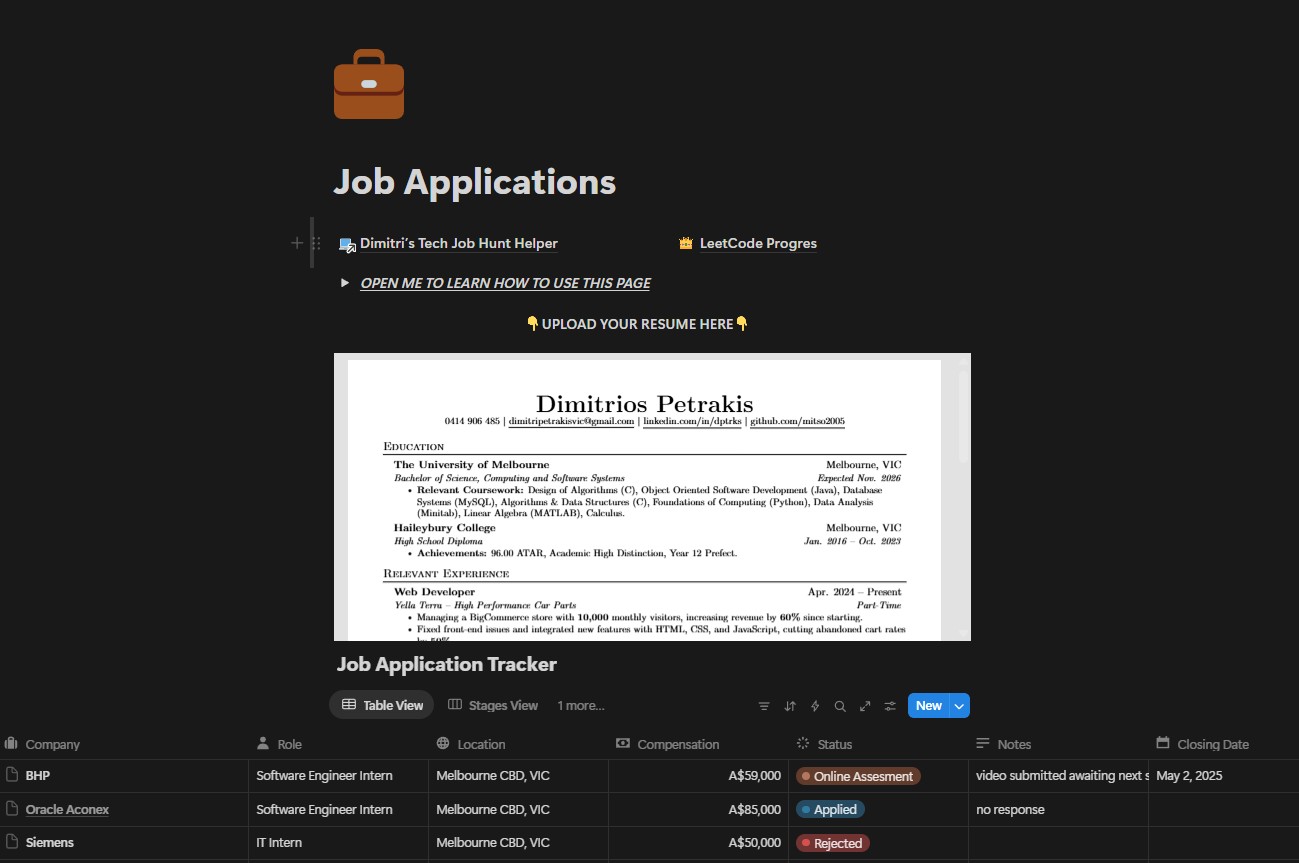 Job Applications
Dimitri's Tech Job Hunt Helper
LeetCode Progres
OPEN ME TO LEARN HOW TO USE THIS PAGE
👇UPLOAD YOUR RESUME HERE👇
Dimitrios Petrakis
0414 906 485 | dimitripetrakisvic@gmail.com | linkedin.com/in/dptrks | github.com/mitso2005
Education
The University of Melbourne Melbourne, VIC
Bachelor of Science, Computing and Software Systems Expected Nov. 2026
• Relevant Coursework: Design of Algorithms (C), Object Oriented Software Development (Java), Database
Systems (MySQL), Algorithms & Data Structures (C), Foundations of Computing (Python), Data Analysis
(Minitab), Linear Algebra (MATLAB), Calculus.
Haileybury College Melbourne, VIC
High School Diploma Jan. 2016 – Oct. 2023
• Achievements: 96.00 ATAR, Academic High Distinction, Year 12 Prefect.
Relevant Experience
Web Developer Apr. 2024 – Present
Yella Terra – High Performance Car Parts Part-Time
• Managing a BigCommerce store with 10,000 monthly visitors, increasing revenue by 60% since starting.
• Fixed front-end issues and integrated new features with HTML, CSS, and JavaScript, cutting abandoned cart rates
by 50%
Job Application Tracker
Table View Stages View 1 more... New
Company Role Location Compensation Status Notes Closing Date
BHP Software Engineer Intern Melbourne CBD, VIC A$59,000 Online Assesment video submitted awaiting next s May 2, 2025
Oracle Aconex Software Engineer Intern Melbourne CBD, VIC A$85,000 Applied no response
Siemens IT Intern Melbourne CBD, VIC A$50,000 Rejected